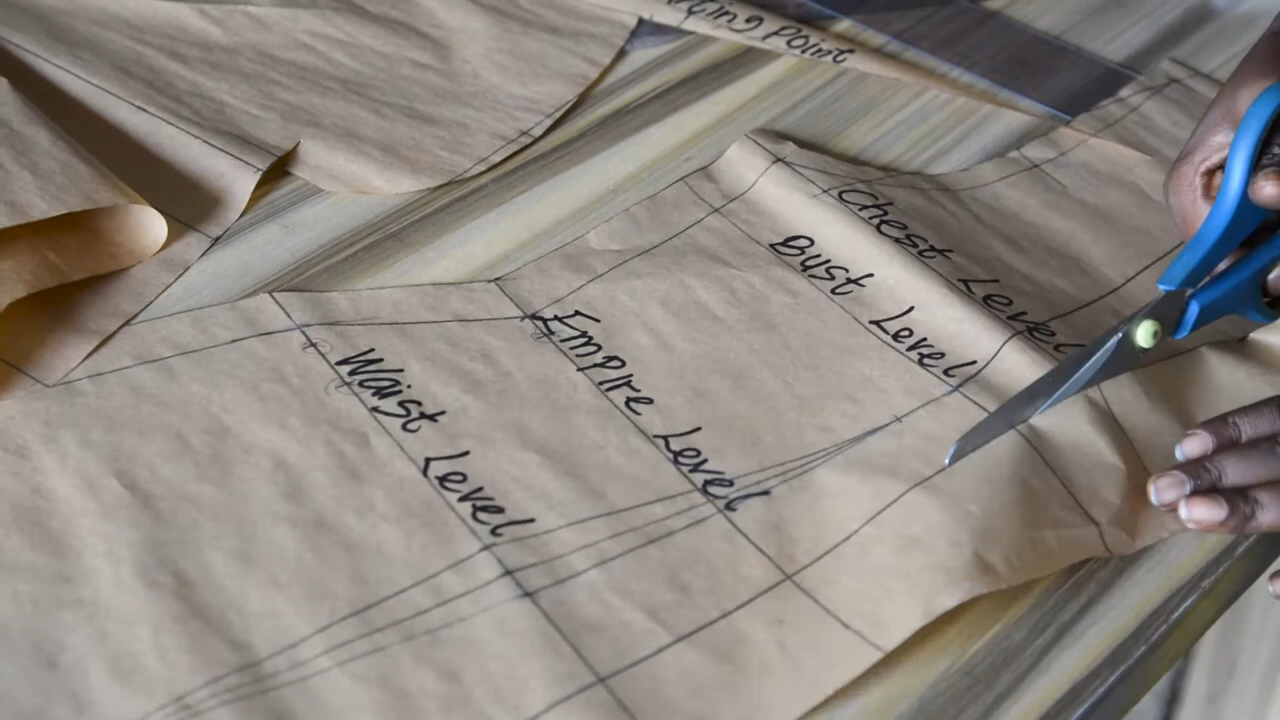 point
Chest Level
Bust Level
Empire Level
Waist Level